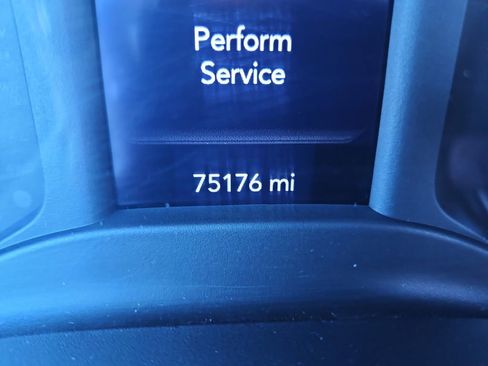 Perform
Service
75176 mi